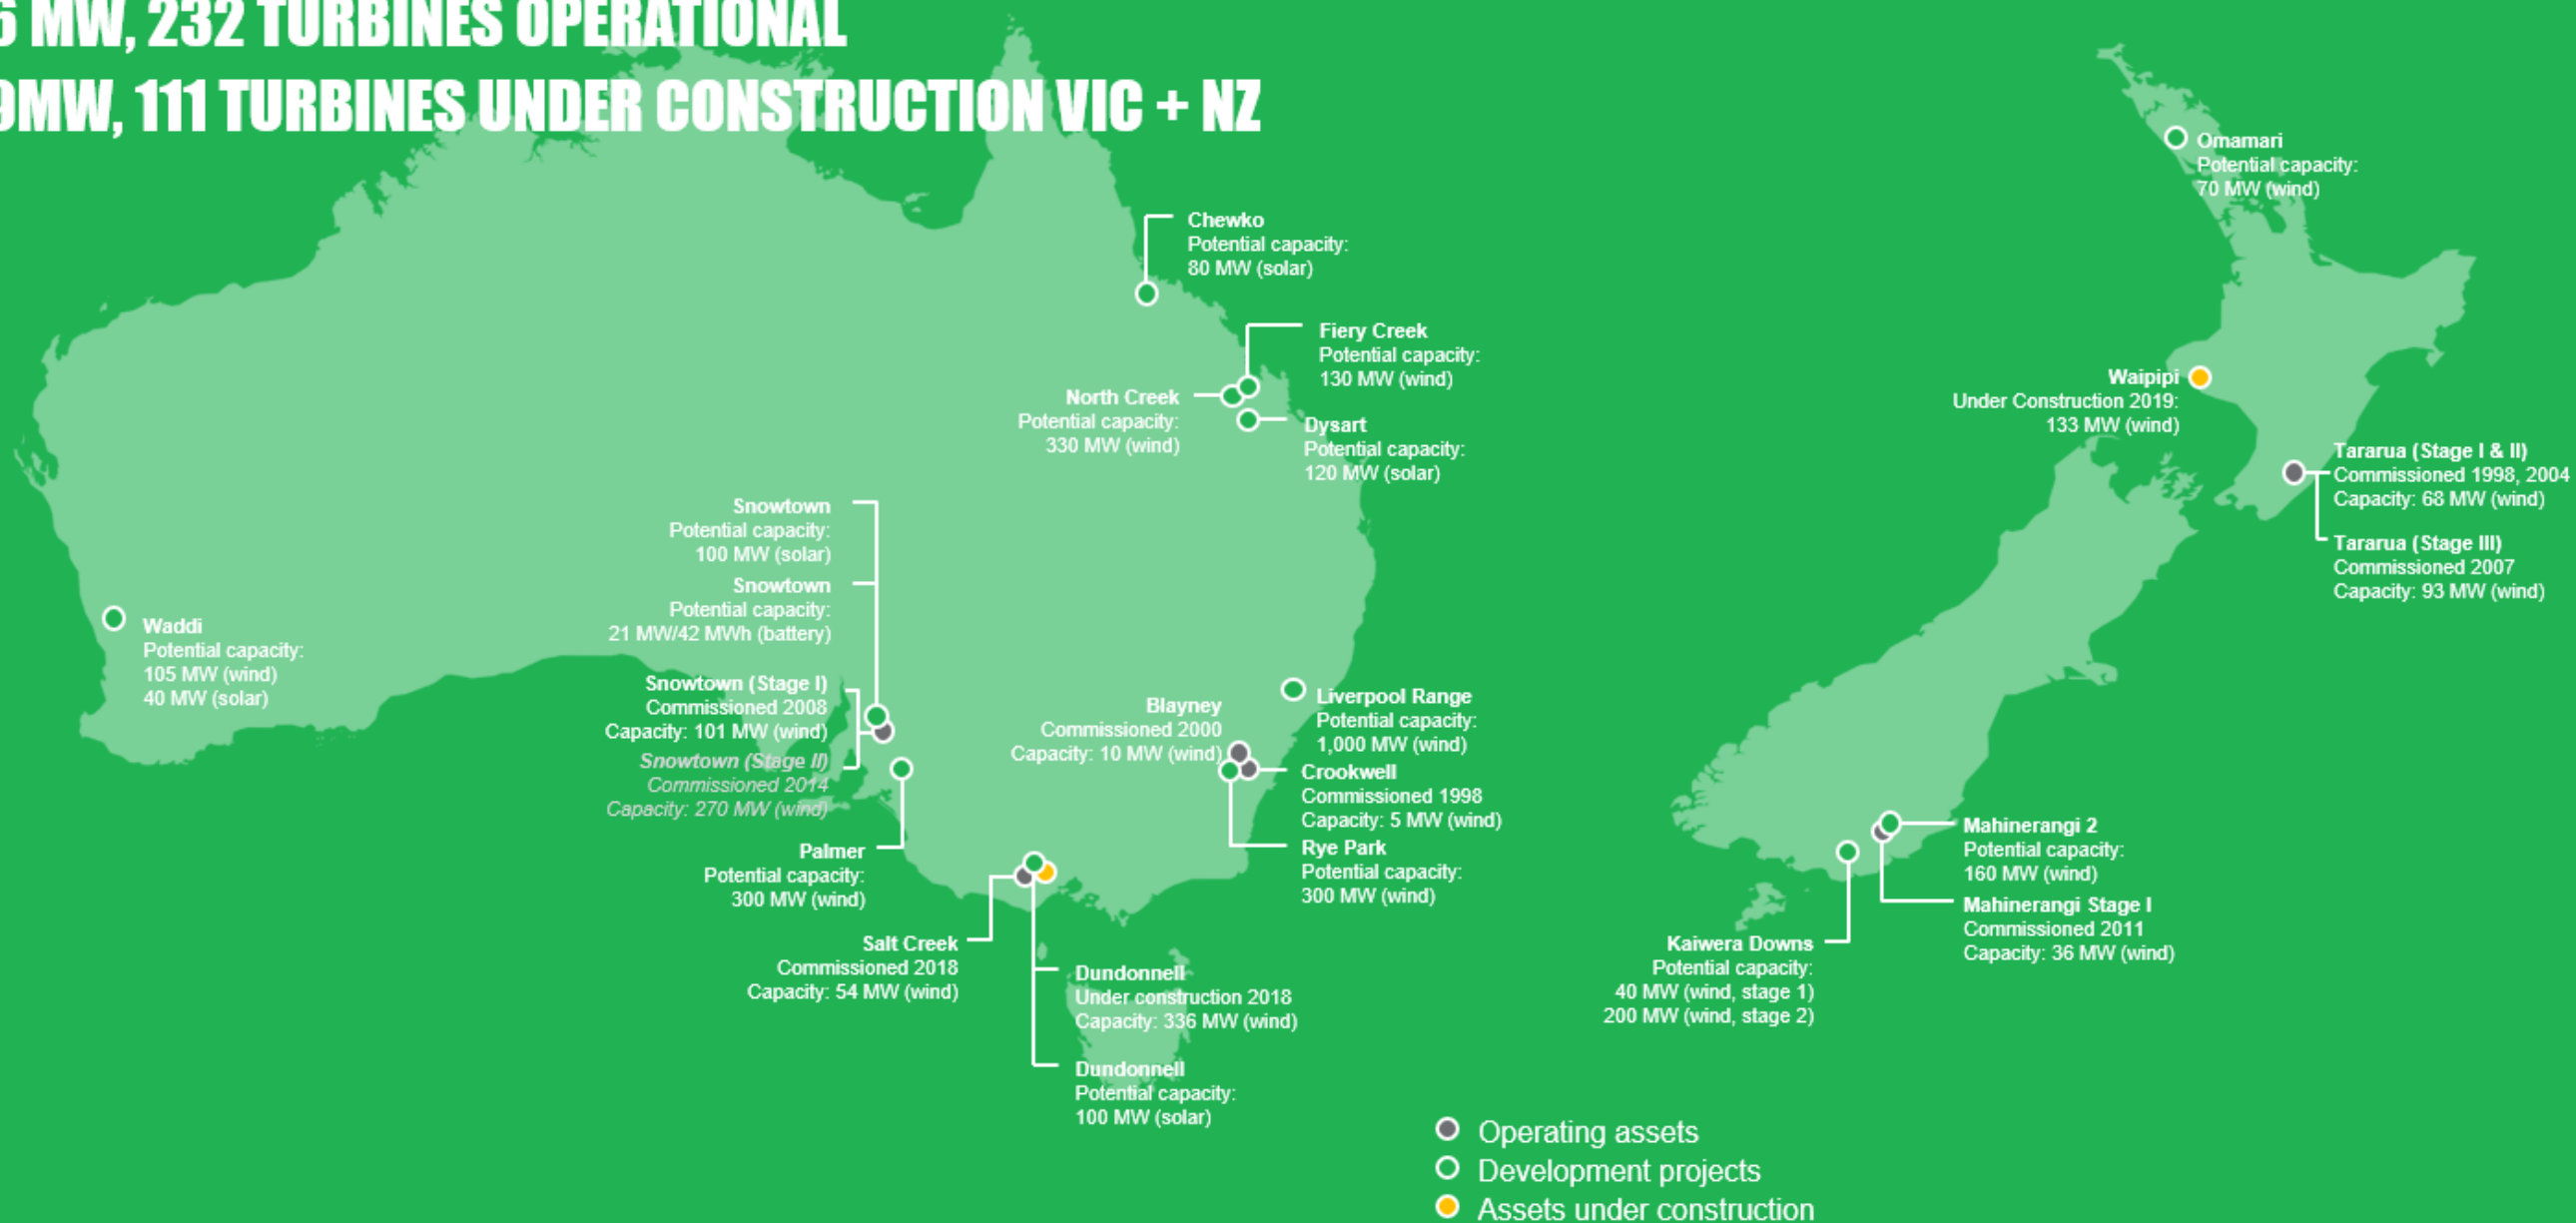 6 MW, 232 TURBINES OPERATIONAL
9MW, 111 TURBINES UNDER CONSTRUCTION VIC + NZ
Omamari
Potential capacity:
70 MW (wind)
Chewko
Potential capacity:
80 MW (solar)
Fiery Creek
Potential capacity:
130 MW (wind)
North Creek
Potential capacity:
330 MW (wind)
Dysart
Potential capacity:
120 MW (solar)
Waipipi
Under Construction 2019:
133 MW (wind)
Tararua (Stage I & II)
Commissioned 1998, 2004
Capacity: 68 MW (wind)
Tararua (Stage III)
Commissioned 2007
Capacity: 93 MW (wind)
Snowtown
Potential capacity:
100 MW (solar)
Snowtown
Potential capacity:
21 MW/42 MWh (battery)
Waddi
Potential capacity:
105 MW (wind)
40 MW (solar)
Snowtown (Stage I)
Commissioned 2008
Capacity: 101 MW (wind)
Snowtown (Stage II)
Commissioned 2014
Capacity: 270 MW (wind)
Blayney
Commissioned 2000
Capacity: 10 MW (wind)
Liverpool Range
Potential capacity:
1,000 MW (wind)
Crookwell
Commissioned 1998
Capacity: 5 MW (wind)
Rye Park
Potential capacity:
300 MW (wind)
Palmer
Potential capacity:
300 MW (wind)
Salt Creek
Commissioned 2018
Capacity: 54 MW (wind)
Dundonnell
Under construction 2018
Capacity: 336 MW (wind)
Dundonnell
Potential capacity:
100 MW (solar)
Mahinerangi 2
Potential capacity:
160 MW (wind)
Mahinerangi Stage I
Commissioned 2011
Capacity: 36 MW (wind)
Kaiwera Downs
Potential capacity:
40 MW (wind, stage 1)
200 MW (wind, stage 2)
Operating assets
Development projects
Assets under construction